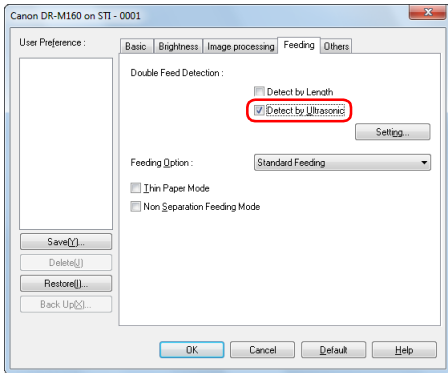 Canon DR-M160 on STI - 0001
User Preference :
Basic Brightness Image processing Feeding Others
Double Feed Detection :
Detect by Length
Detect by Ultrasonic
Setting...
Feeding Option : Standard Feeding
Thin Paper Mode
Non Separation Feeding Mode
Save(Y)...
Delete(J)
Restore(I)...
Back Up(X)...
OK Cancel Default Help